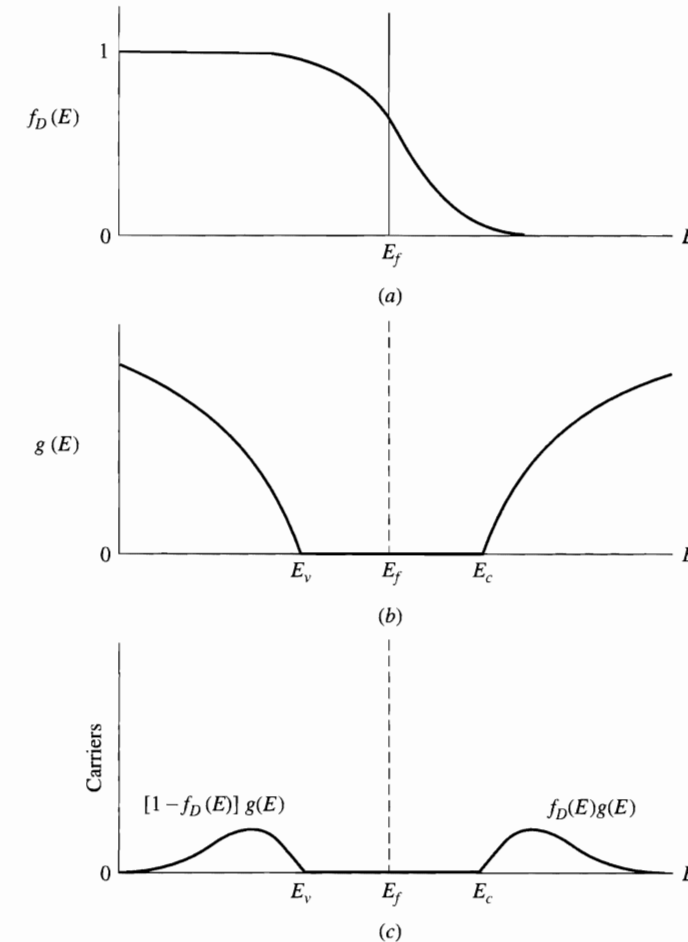 1
f_D (E)
0
E_f
(a)
g (E)
0
E_v E_f E_c
(b)
Carriers
[1 − f_D (E)] g(E)
f_D(E)g(E)
0
E_v E_f E_c
(c)